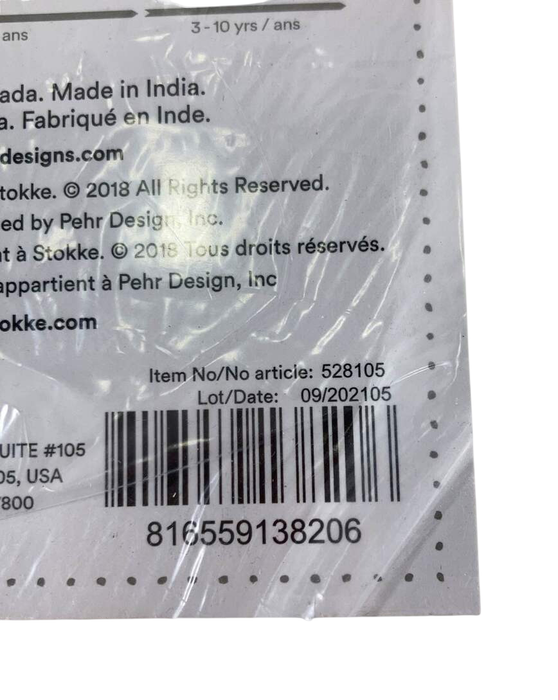 ans
3-10 yrs / ans
ada. Made in India.
a. Fabriqué en Inde.
designs.com
tokke. © 2018 All Rights Reserved.
ed by Pehr Design, Inc.
nt à Stokke. © 2018 Tous droits réservés.
appartient à Pehr Design, Inc
okke.com
Item No/No article: 528105
Lot/Date: 09/202105
UITE #105
05, USA
7800
816559138206